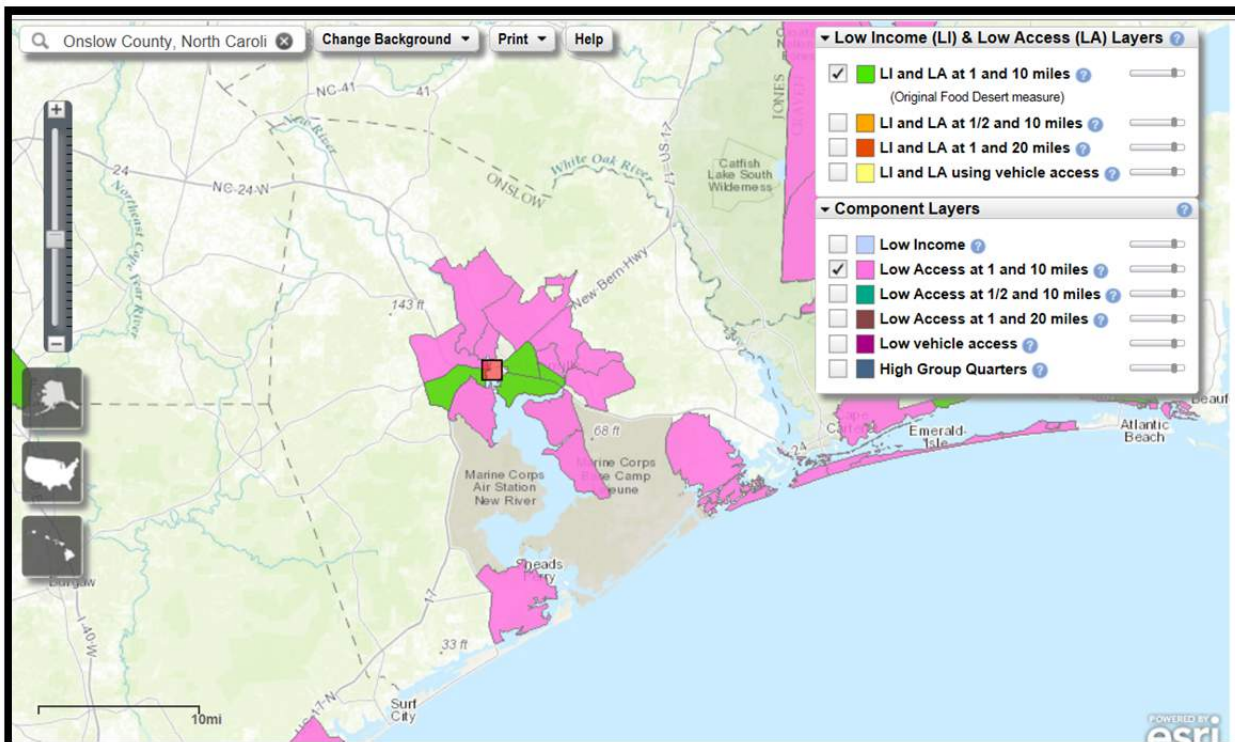 Onslow County, North Caroli
Change Background
Print
Help
Low Income (LI) & Low Access (LA) Layers ?
LI and LA at 1 and 10 miles ?
(Original Food Desert measure)
LI and LA at 1/2 and 10 miles ?
LI and LA at 1 and 20 miles ?
LI and LA using vehicle access ?
Component Layers ?
Low Income ?
Low Access at 1 and 10 miles ?
Low Access at 1/2 and 10 miles ?
Low Access at 1 and 20 miles ?
Low vehicle access ?
High Group Quarters ?
+
−
NC-41
41
New River
24
NC-24-W
Northeast Cape Fear River
White Oak River
ONSLOW
17
US-17
JONES
CRAVEN
Catfish
Lake South
Wilderness
New-Bern-Hwy
143 ft
68 ft
Marine Corps
Air Station
New River
Marine Corps
Base Camp
eune
24
Cape
Carteret
Emerald
Isle
Atlantic
Beach
Beauf
Sneads
Ferry
17
33 ft
Burgaw
I-40-W
US-17-N
Surf
City
10mi
POWERED BY
esri